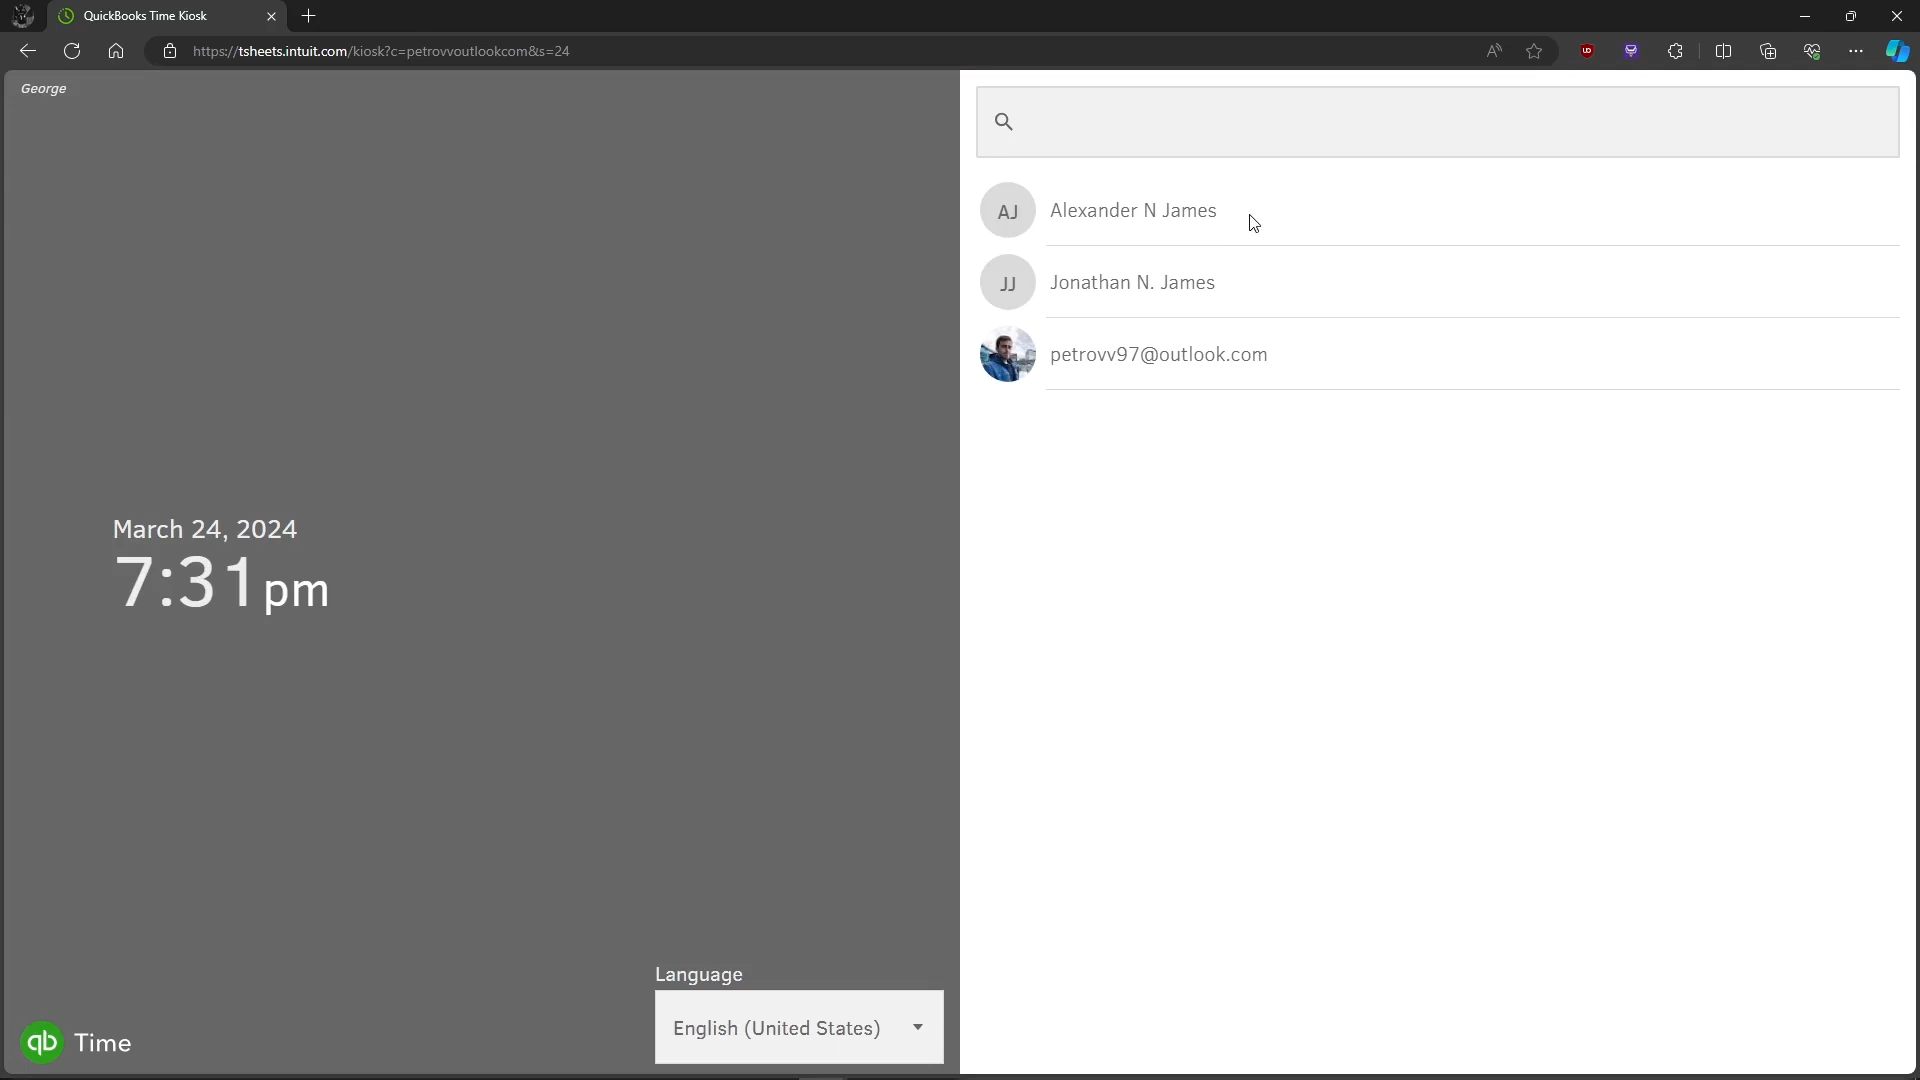 QuickBooks Time Kiosk
https://tsheets.intuit.com/kiosk?c=petrovvoutlookcom&s=24
George
AJ
Alexander N James
JJ
Jonathan N. James
petrovv97@outlook.com
March 24, 2024
7:31pm
Language
English (United States)
qb Time